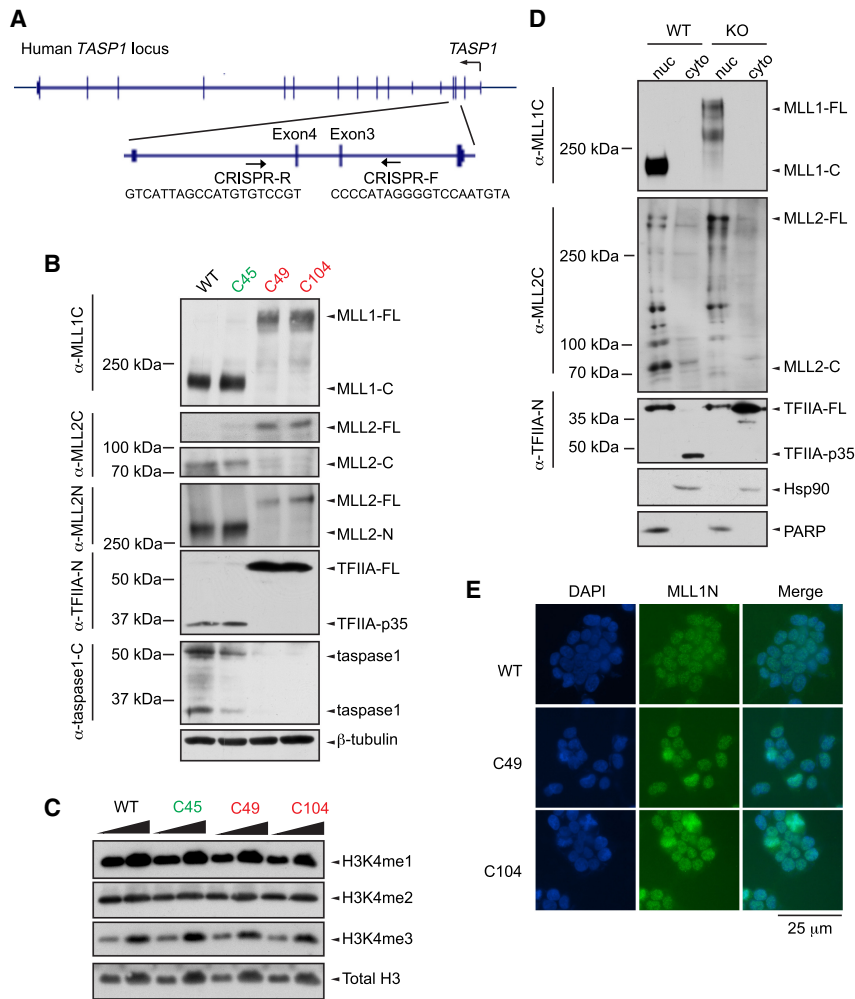 A
Human TASP1 locus
TASP1
Exon4 Exon3
CRISPR-R
CRISPR-F
GTCATTAGCCATGTGTCCGT
CCCCATAGGGGTCCAATGTA
B
WT
C45
C49
C104
α-MLL1C
250 kDa
MLL1-FL
MLL1-C
α-MLL2C
100 kDa
70 kDa
MLL2-FL
MLL2-C
α-MLL2N
250 kDa
MLL2-FL
MLL2-N
α-TFIIA-N
50 kDa
37 kDa
TFIIA-FL
TFIIA-p35
α-taspase1-C
50 kDa
37 kDa
taspase1
taspase1
β-tubulin
C
WT C45 C49 C104
H3K4me1
H3K4me2
H3K4me3
Total H3
D
WT KO
nuc
cyto
nuc
cyto
α-MLL1C
250 kDa
MLL1-FL
MLL1-C
α-MLL2C
250 kDa
100 kDa
70 kDa
MLL2-FL
MLL2-C
α-TFIIA-N
35 kDa
50 kDa
TFIIA-FL
TFIIA-p35
Hsp90
PARP
E
DAPI MLL1N Merge
WT
C49
C104
25 μm